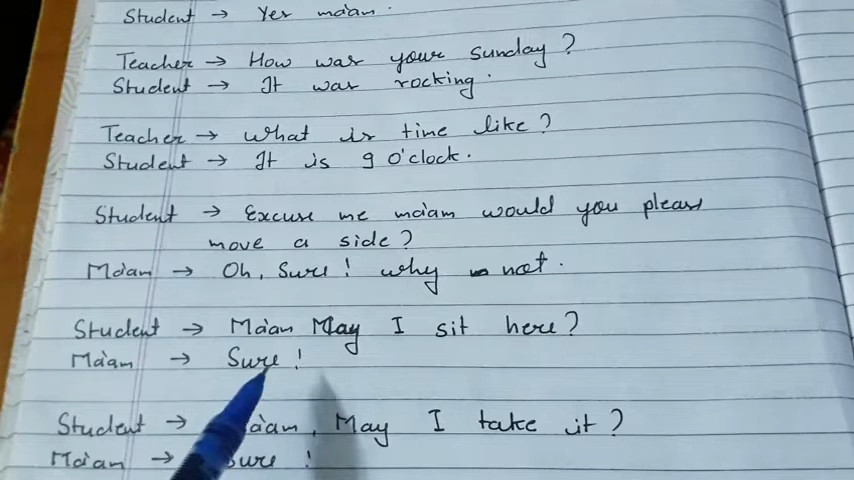 Student → Yes ma'am.
Teacher → How was your Sunday?
Student → It was rocking.
Teacher → What is time like?
Student → It is 9 o'clock.
Student → Excuse me ma'am would you please
move a side?
Ma'am → Oh, Sure! why not.
Student → Ma'am May I sit here?
Ma'am → Sure!
Student → Ma'am, May I take it?
Ma'am → Sure!